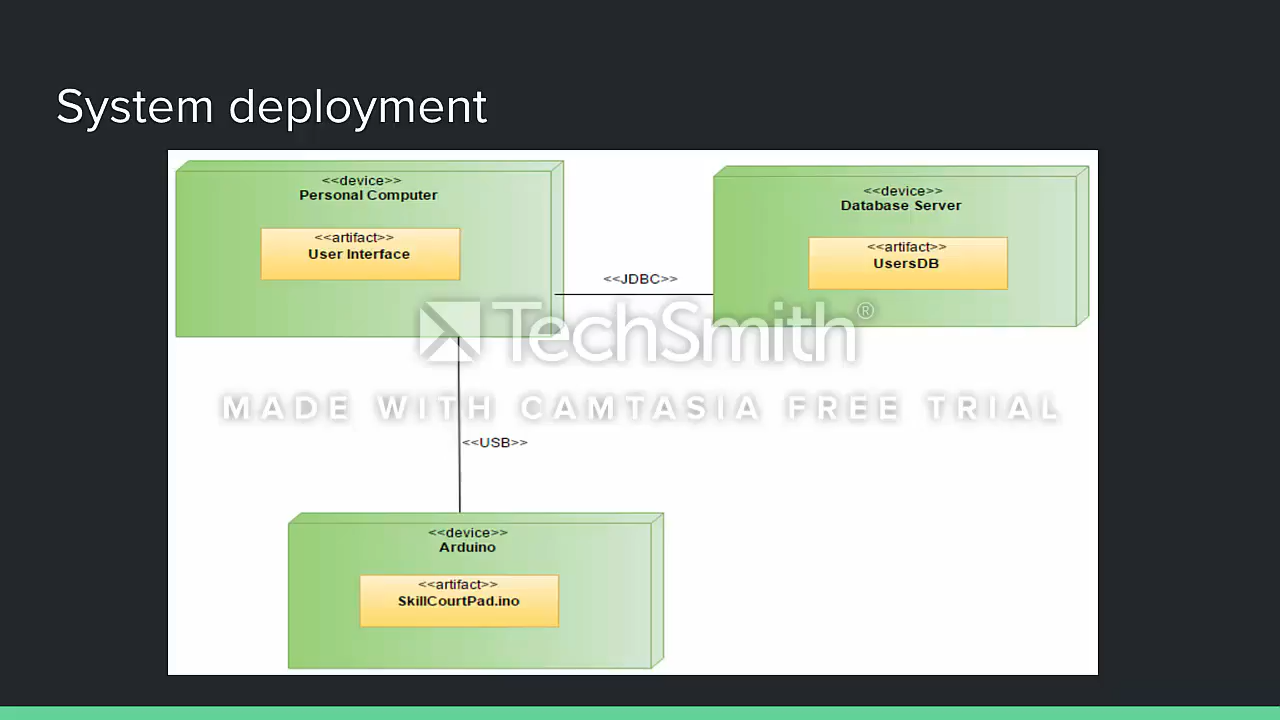 System deployment
<<device>>
Personal Computer
<<artifact>>
User Interface
<<JDBC>>
<<device>>
Database Server
<<artifact>>
UsersDB
TechSmith®
MADE WITH CAMTASIA FREE TRIAL
<<USB>>
<<device>>
Arduino
<<artifact>>
SkillCourtPad.ino